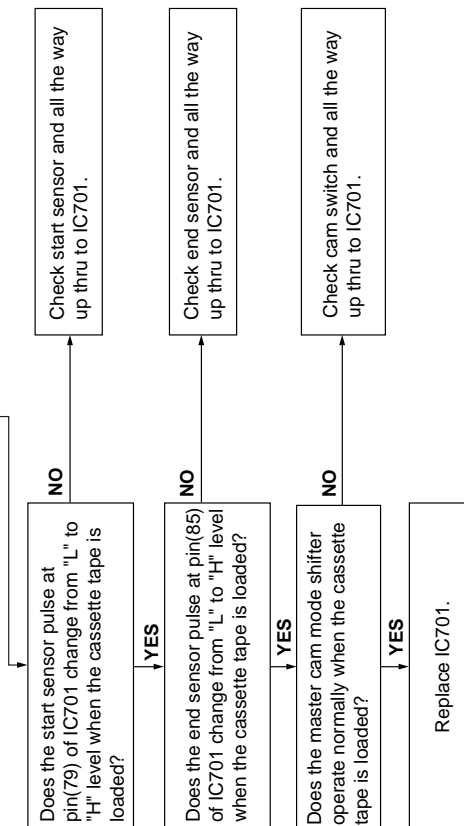 Does the start sensor pulse at
pin(79) of IC701 change from "L" to
"H" level when the cassette tape is
loaded?
NO
Check start sensor and all the way
up thru to IC701.
YES
Does the end sensor pulse at pin(85)
of IC701 change from "L" to "H" level
when the cassette tape is loaded?
NO
Check end sensor and all the way
up thru to IC701.
YES
Does the master cam mode shifter
operate normally when the cassette
tape is loaded?
NO
Check cam switch and all the way
up thru to IC701.
YES
Replace IC701.